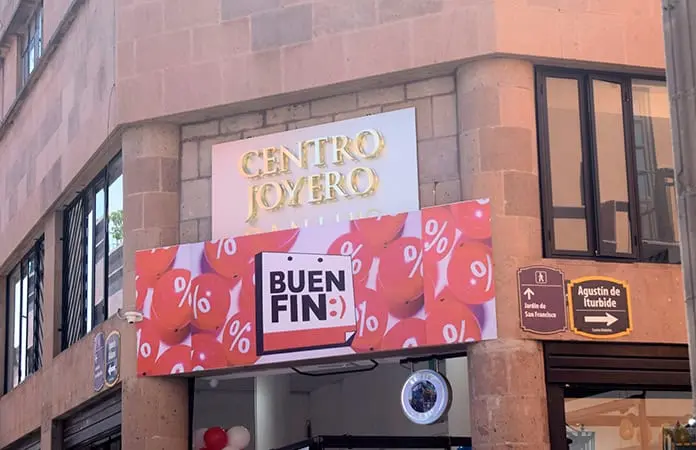 CENTRO
JOYERO
BUEN
FIN:)
Jardín de
San Francisco
Agustín de
Iturbide
% % % % % % % % % % %